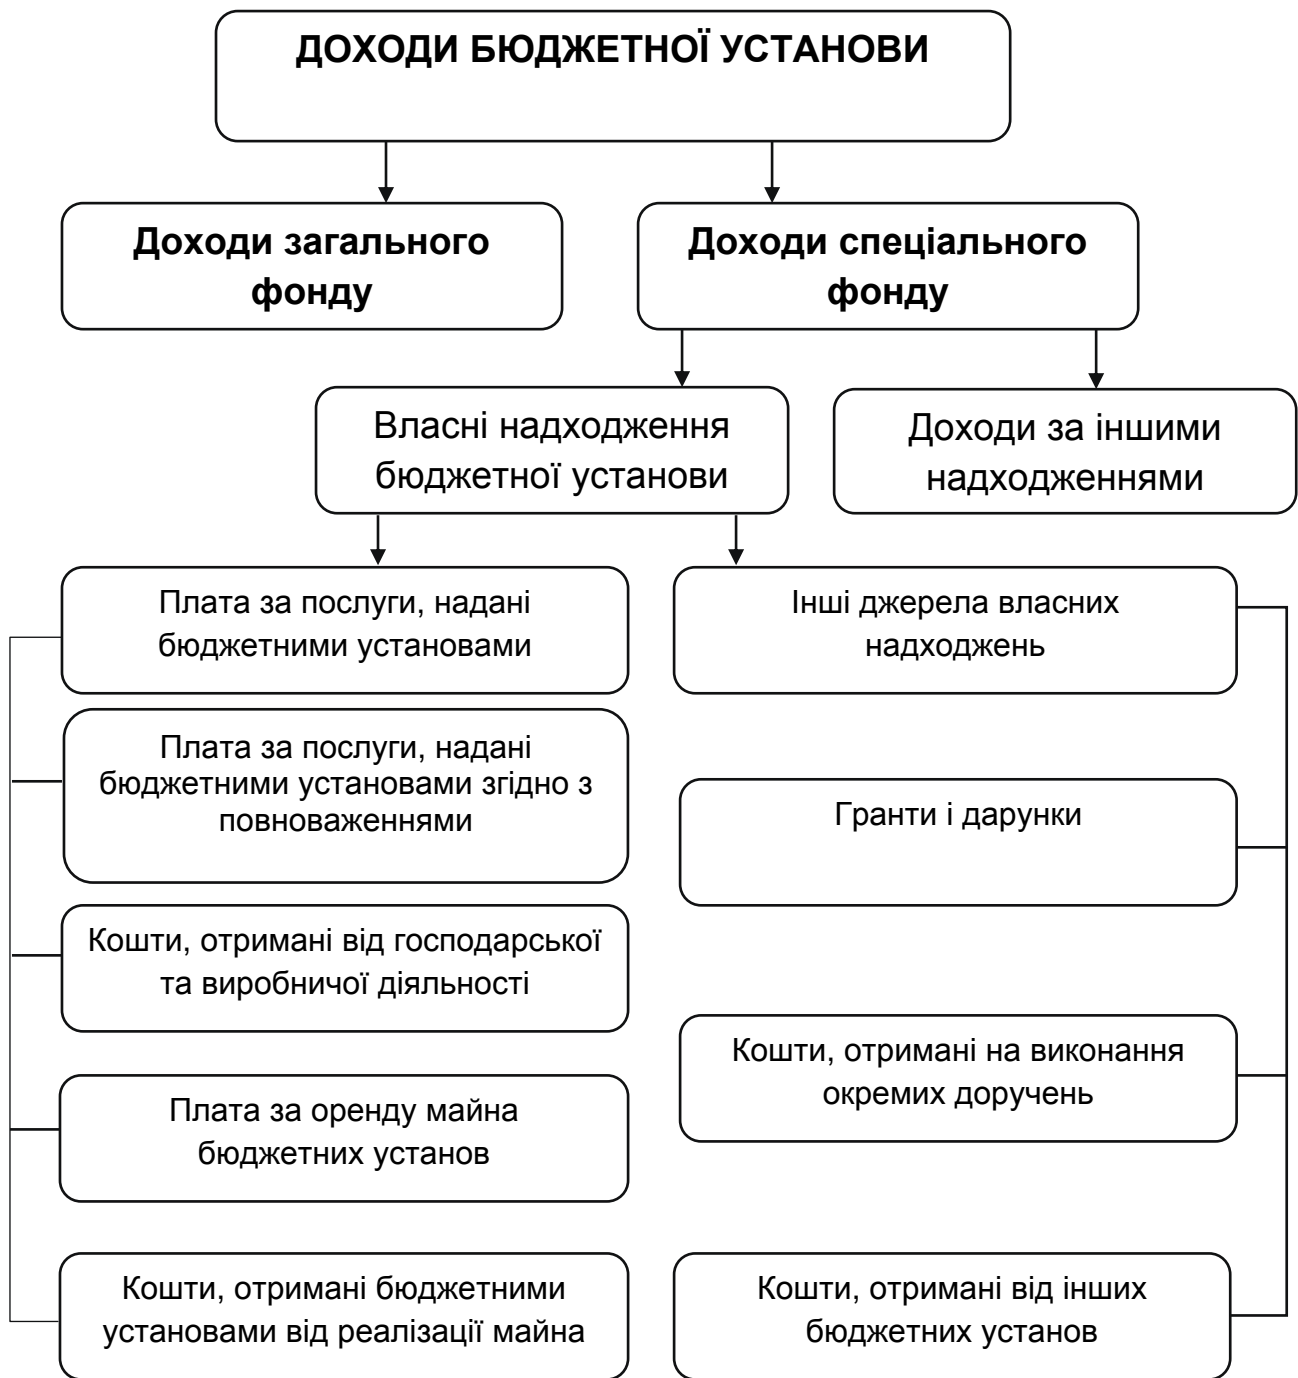 ДОХОДИ БЮДЖЕТНОЇ УСТАНОВИ
Доходи загального
фонду
Доходи спеціального
фонду
Власні надходження
бюджетної установи
Доходи за іншими
надходженнями
Плата за послуги, надані
бюджетними установами
Інші джерела власних
надходжень
Плата за послуги, надані
бюджетними установами згідно з
повноваженнями
Гранти і дарунки
Кошти, отримані від господарської
та виробничої діяльності
Кошти, отримані на виконання
окремих доручень
Плата за оренду майна
бюджетних установ
Кошти, отримані бюджетними
установами від реалізації майна
Кошти, отримані від інших
бюджетних установ